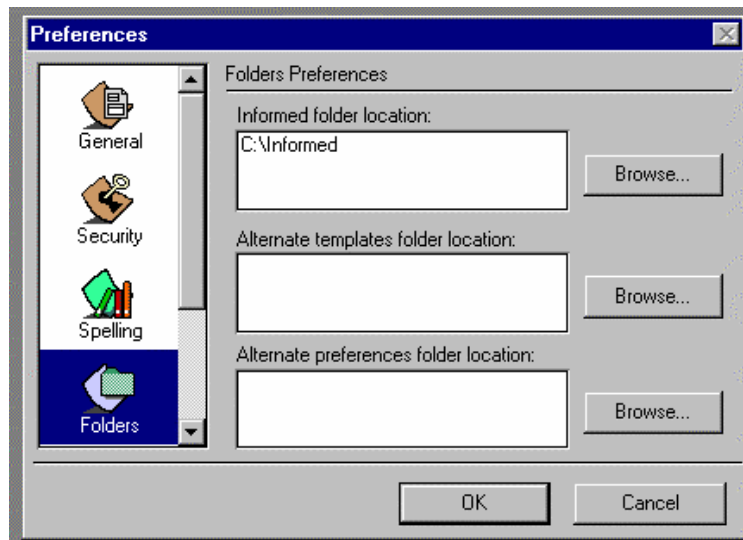 Preferences
General
Security
Spelling
Folders
Folders Preferences
Informed folder location:
C:\Informed
Browse...
Alternate templates folder location:
Browse...
Alternate preferences folder location:
Browse...
OK
Cancel